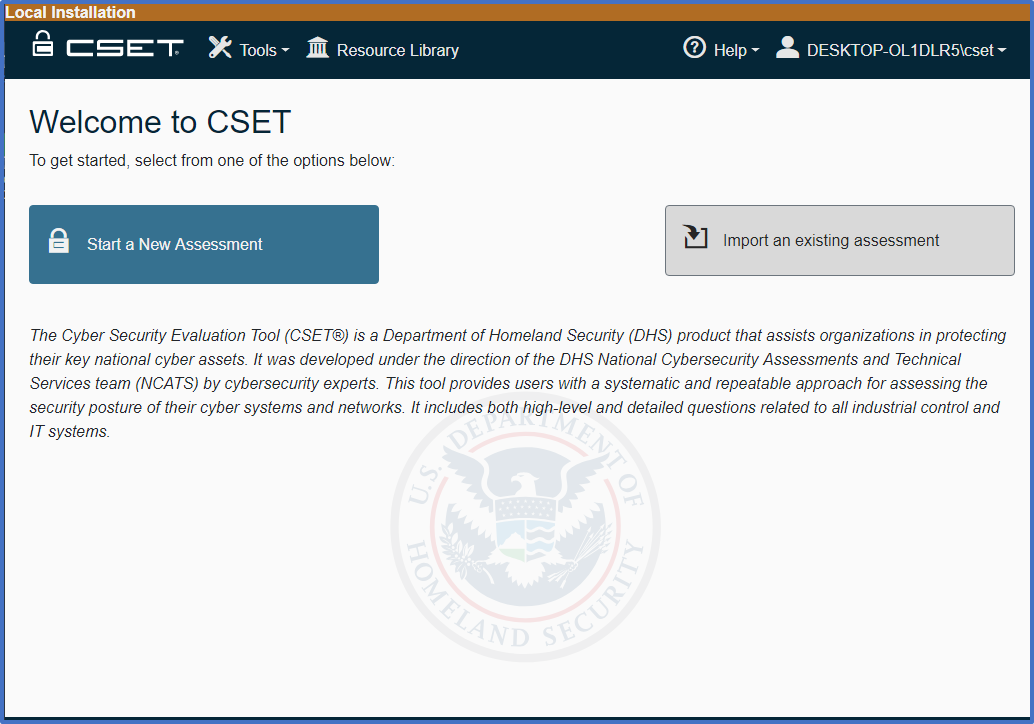 Local Installation
CSET® Tools Resource Library Help DESKTOP-OL1DLR5\cset
Welcome to CSET
To get started, select from one of the options below:
Start a New Assessment
Import an existing assessment
The Cyber Security Evaluation Tool (CSET®) is a Department of Homeland Security (DHS) product that assists organizations in protecting
their key national cyber assets. It was developed under the direction of the DHS National Cybersecurity Assessments and Technical
Services team (NCATS) by cybersecurity experts. This tool provides users with a systematic and repeatable approach for assessing the
security posture of their cyber systems and networks. It includes both high-level and detailed questions related to all industrial control and
IT systems.
U.S. DEPARTMENT OF
HOMELAND SECURITY